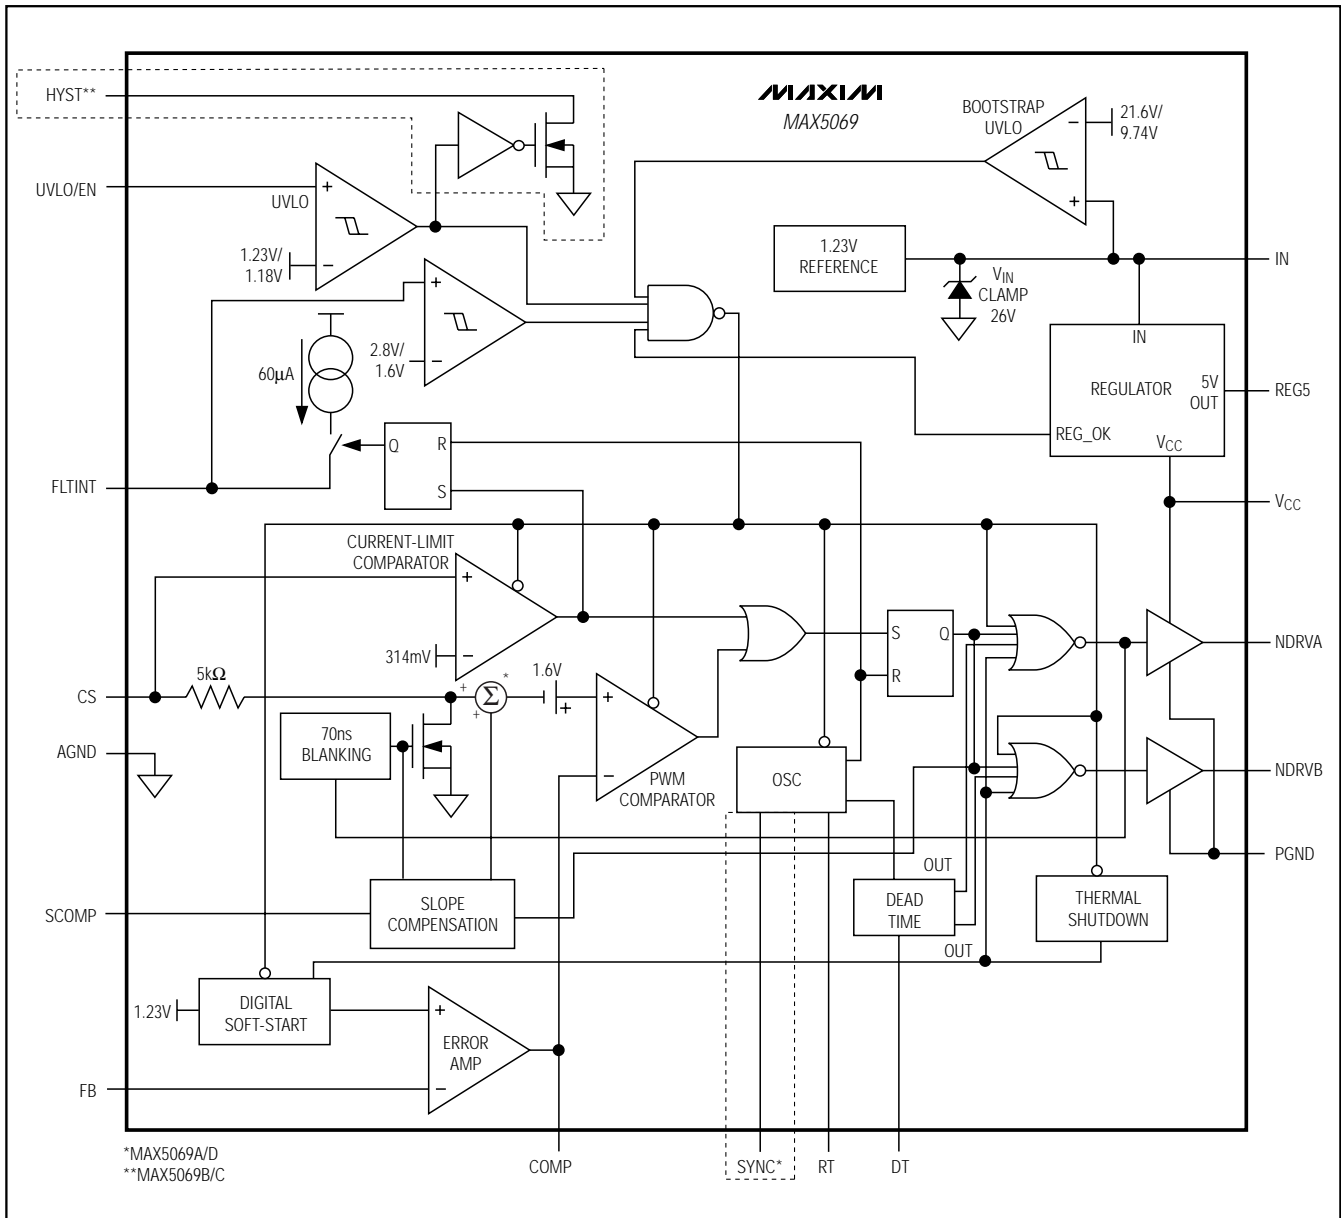 MAXIM
MAX5069
HYST**
BOOTSTRAP
UVLO
21.6V/
9.74V
UVLO/EN
UVLO
1.23V/
1.18V
1.23V
REFERENCE
IN
VIN
CLAMP
26V
2.8V/
1.6V
60μA
IN
REGULATOR
5V
OUT
REG5
REG_OK
VCC
Q
R
S
FLTINT
VCC
CURRENT-LIMIT
COMPARATOR
314mV
S
Q
R
NDRVA
5kΩ
1.6V
*
Σ
CS
70ns
BLANKING
AGND
PWM
COMPARATOR
OSC
NDRVB
PGND
OUT
SCOMP
SLOPE
COMPENSATION
DEAD
TIME
THERMAL
SHUTDOWN
OUT
1.23V
DIGITAL
SOFT-START
ERROR
AMP
FB
*MAX5069A/D
**MAX5069B/C
COMP
SYNC*
RT
DT